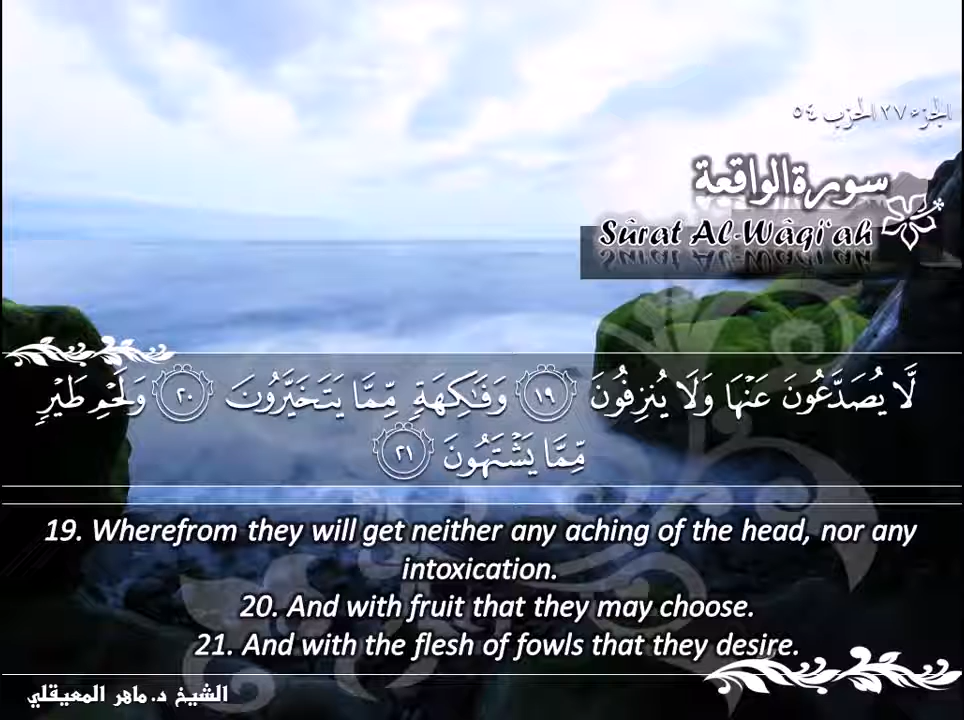 الجزء ٢٧ الحزب ٥٤
سورة الواقعة
Sûrat Al-Wâqi'ah
لَّا يُصَدَّعُونَ عَنْهَا وَلَا يُنزِفُونَ ١٩ وَفَـٰكِهَةٍ مِّمَّا يَتَخَيَّرُونَ ٢٠ وَلَحْمِ طَيْرٍ
مِّمَّا يَشْتَهُونَ ٢١
19. Wherefrom they will get neither any aching of the head, nor any
intoxication.
20. And with fruit that they may choose.
21. And with the flesh of fowls that they desire.
الشيخ د. ماهر المعيقلي